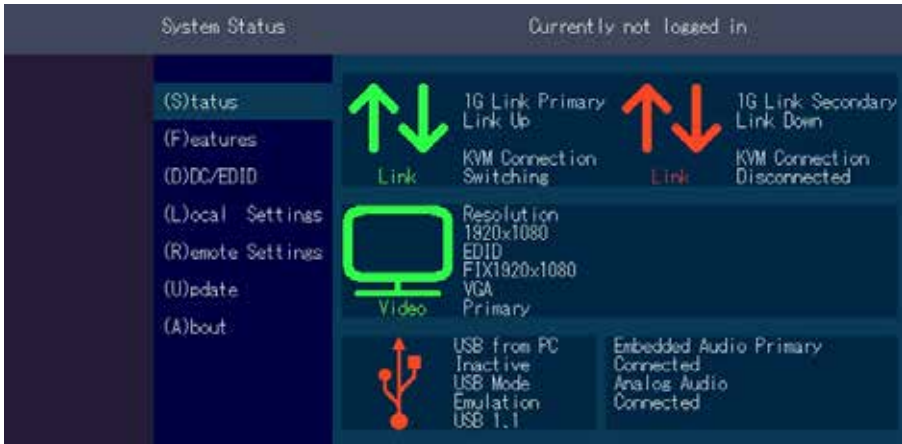 System Status
Currently not logged in
(S)tatus
(F)eatures
(D)DC/EDID
(L)ocal Settings
(R)emote Settings
(U)pdate
(A)bout
Link
1G Link Primary
Link Up
KVM Connection
Switching
Link
1G Link Secondary
Link Down
KVM Connection
Disconnected
Video
Resolution
1920x1080
EDID
FIX1920x1080
VGA
Primary
USB from PC
Inactive
USB Mode
Emulation
USB 1.1
Embedded Audio Primary
Connected
Analog Audio
Connected